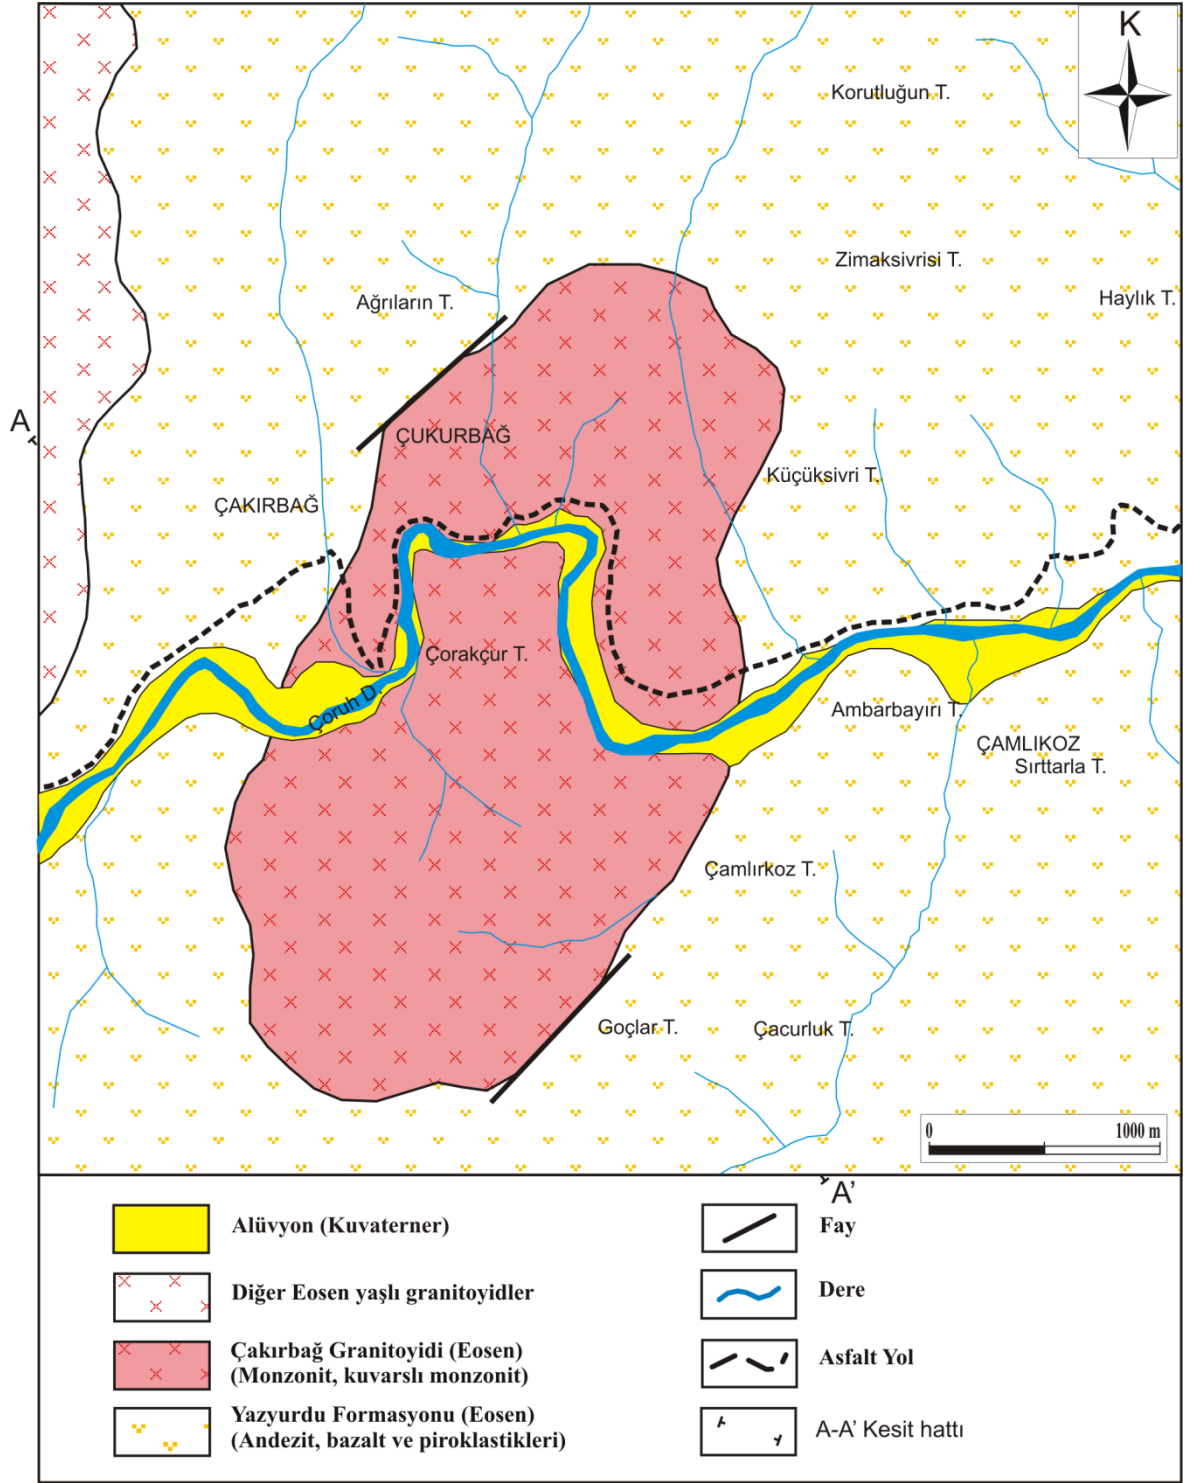 K
Korutluğun T.
Zimaksivrisi T.
Haylık T.
Ağrıların T.
A
ÇUKURBAĞ
Küçüksivri T.
ÇAKIRBAĞ
Çorakçur T.
Çoruh D.
Ambarbayırı T.
ÇAMLIKOZ
Sırttarla T.
Çamlırkoz T.
Goçlar T.
Çacurluk T.
0 1000 m
A'
Alüvyon (Kuvaterner)
Diğer Eosen yaşlı granitoyidler
Çakırbağ Granitoyidi (Eosen)
(Monzonit, kuvarslı monzonit)
Yazyurdu Formasyonu (Eosen)
(Andezit, bazalt ve piroklastikleri)
Fay
Dere
Asfalt Yol
A-A' Kesit hattı